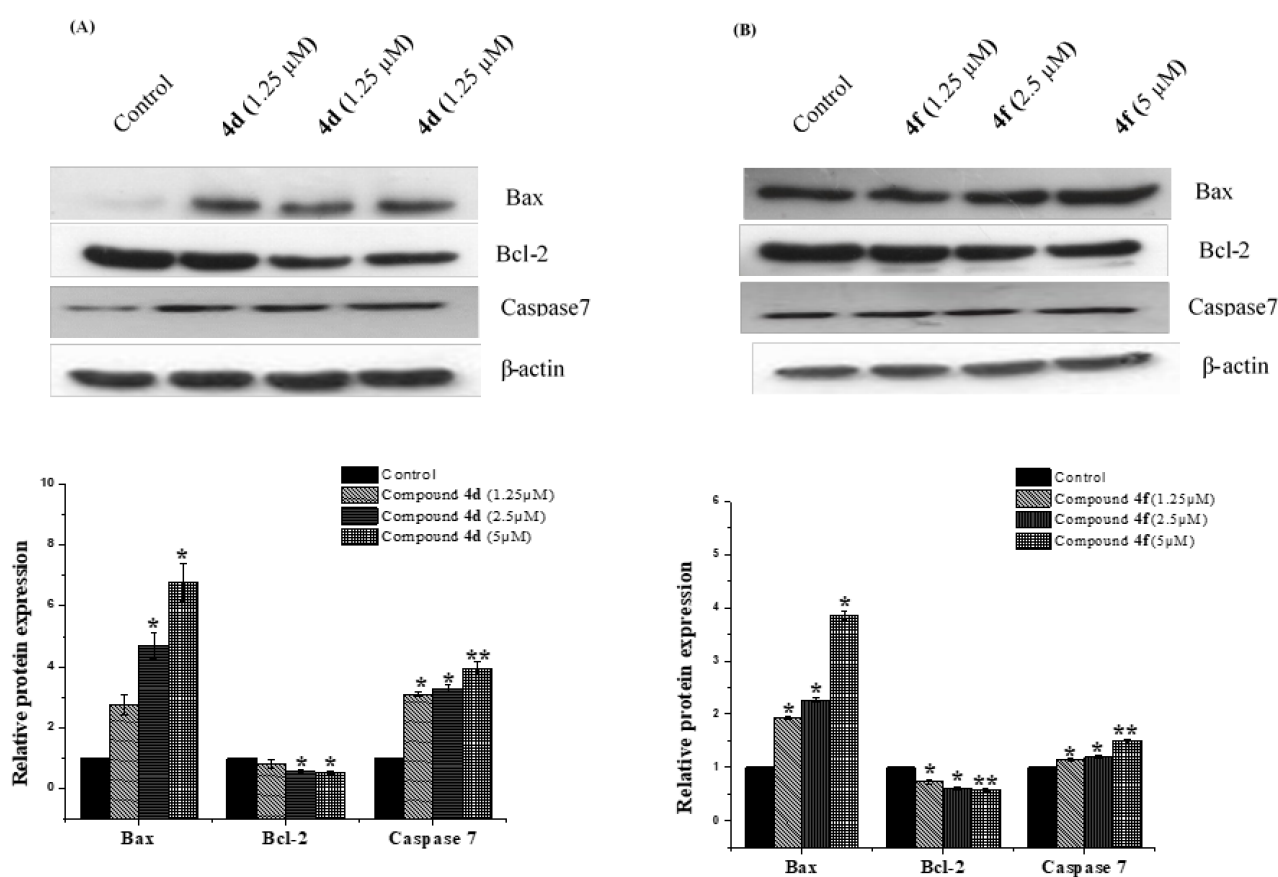 (A)
Control
4d (1.25 µM)
4d (1.25 µM)
4d (1.25 µM)
Bax
Bcl-2
Caspase7
β-actin
Control
Compound 4d (1.25µM)
Compound 4d (2.5µM)
Compound 4d (5µM)
Relative protein expression
10
8
6
4
2
0
*
*
*
*
*
*
**
Bax
Bcl-2
Caspase 7
(B)
Control
4f (1.25 µM)
4f (2.5 µM)
4f (5 µM)
Bax
Bcl-2
Caspase7
β-actin
Control
Compound 4f (1.25µM)
Compound 4f (2.5µM)
Compound 4f (5µM)
Relative protein expression
6
5
4
3
2
1
0
*
*
*
*
*
**
*
*
**
Bax
Bcl-2
Caspase 7